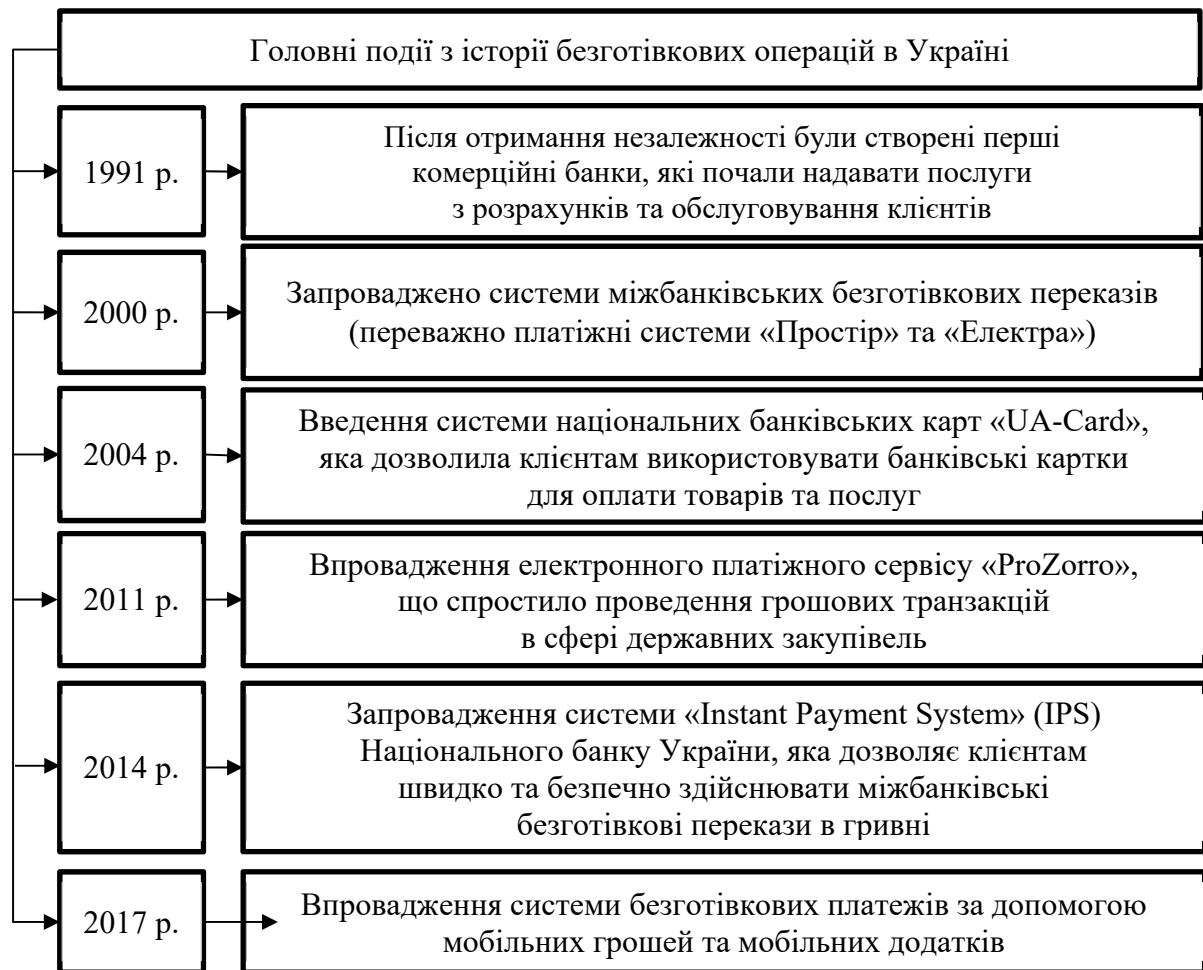 Головні події з історії безготівкових операцій в Україні
1991 р.
Після отримання незалежності були створені перші
комерційні банки, які почали надавати послуги
з розрахунків та обслуговування клієнтів
2000 р.
Запроваджено системи міжбанківських безготівкових переказів
(переважно платіжні системи «Простір» та «Електра»)
2004 р.
Введення системи національних банківських карт «UA-Card»,
яка дозволила клієнтам використовувати банківські картки
для оплати товарів та послуг
2011 р.
Впровадження електронного платіжного сервісу «ProZorro»,
що спростило проведення грошових транзакцій
в сфері державних закупівель
2014 р.
Запровадження системи «Instant Payment System» (IPS)
Національного банку України, яка дозволяє клієнтам
швидко та безпечно здійснювати міжбанківські
безготівкові перекази в гривні
2017 р.
Впровадження системи безготівкових платежів за допомогою
мобільних грошей та мобільних додатків